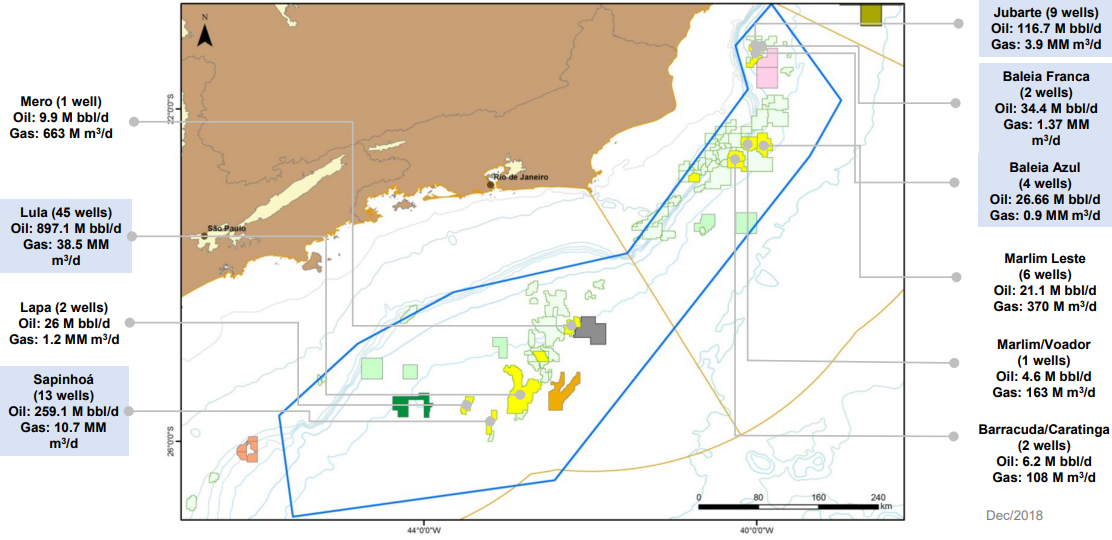 Mero (1 well)
Oil: 9.9 M bbl/d
Gas: 663 M m³/d
Lula (45 wells)
Oil: 897.1 M bbl/d
Gas: 38.5 MM
m³/d
Lapa (2 wells)
Oil: 26 M bbl/d
Gas: 1.2 MM m³/d
Sapinhoá
(13 wells)
Oil: 259.1 M bbl/d
Gas: 10.7 MM
m³/d
N
22°0'0"S
26°0'0"S
Rio de Janeiro
São Paulo
44°0'0"W
40°0'0"W
0 80 160 240
km
Jubarte (9 wells)
Oil: 116.7 M bbl/d
Gas: 3.9 MM m³/d
Baleia Franca
(2 wells)
Oil: 34.4 M bbl/d
Gas: 1.37 MM
m³/d
Baleia Azul
(4 wells)
Oil: 26.66 M bbl/d
Gas: 0.9 MM m³/d
Marlim Leste
(6 wells)
Oil: 21.1 M bbl/d
Gas: 370 M m³/d
Marlim/Voador
(1 wells)
Oil: 4.6 M bbl/d
Gas: 163 M m³/d
Barracuda/Caratinga
(2 wells)
Oil: 6.2 M bbl/d
Gas: 108 M m³/d
Dec/2018